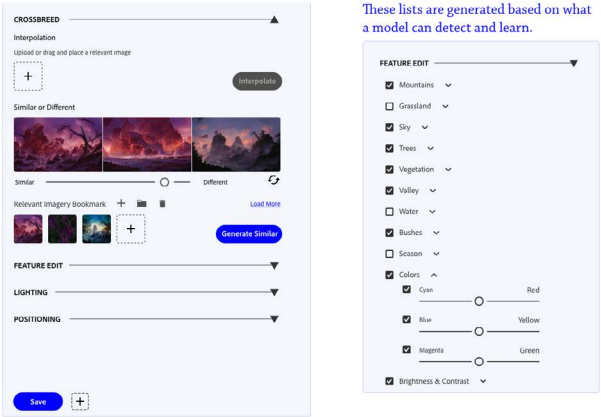 CROSSBREED
Interpolation
Upload or drag and place a relevant image
+
Interpolate
Similar or Different
Similar
Different
Relevant Imagery Bookmark
Load More
+
Generate Similar
FEATURE EDIT
LIGHTING
POSITIONING
Save
+
These lists are generated based on what
a model can detect and learn.
FEATURE EDIT
Mountains
Grassland
Sky
Trees
Vegetation
Valley
Water
Bushes
Season
Colors
Cyan Red
Blue Yellow
Magenta Green
Brightness & Contrast